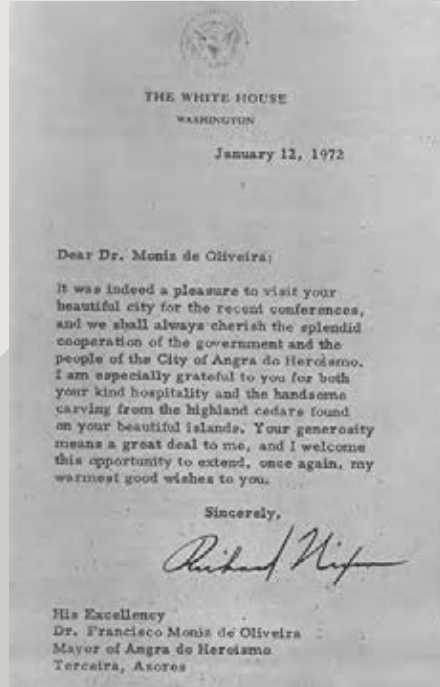 THE WHITE HOUSE
WASHINGTON
January 12, 1972
Dear Dr. Moniz de Oliveira:
It was indeed a pleasure to visit your
beautiful city for the recent conferences,
and we shall always cherish the splendid
cooperation of the government and the
people of the City of Angra do Heroismo.
I am especially grateful to you for both
your kind hospitality and the handsome
carving from the highland cedars found
on your beautiful islands. Your generosity
means a great deal to me, and I welcome
this opportunity to extend, once again, my
warmest good wishes to you.
Sincerely,
Richard Nixon
His Excellency
Dr. Francisco Moniz de Oliveira
Mayor of Angra do Heroismo
Terceira, Azores